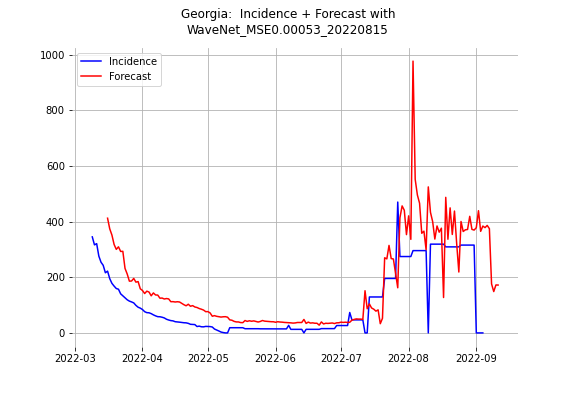 Georgia:  Incidence + Forecast with
WaveNet_MSE0.00053_20220815
1000
Incidence
Forecast
800
600
400
200
0
2022-03 2022-04 2022-05 2022-06 2022-07 2022-08 2022-09